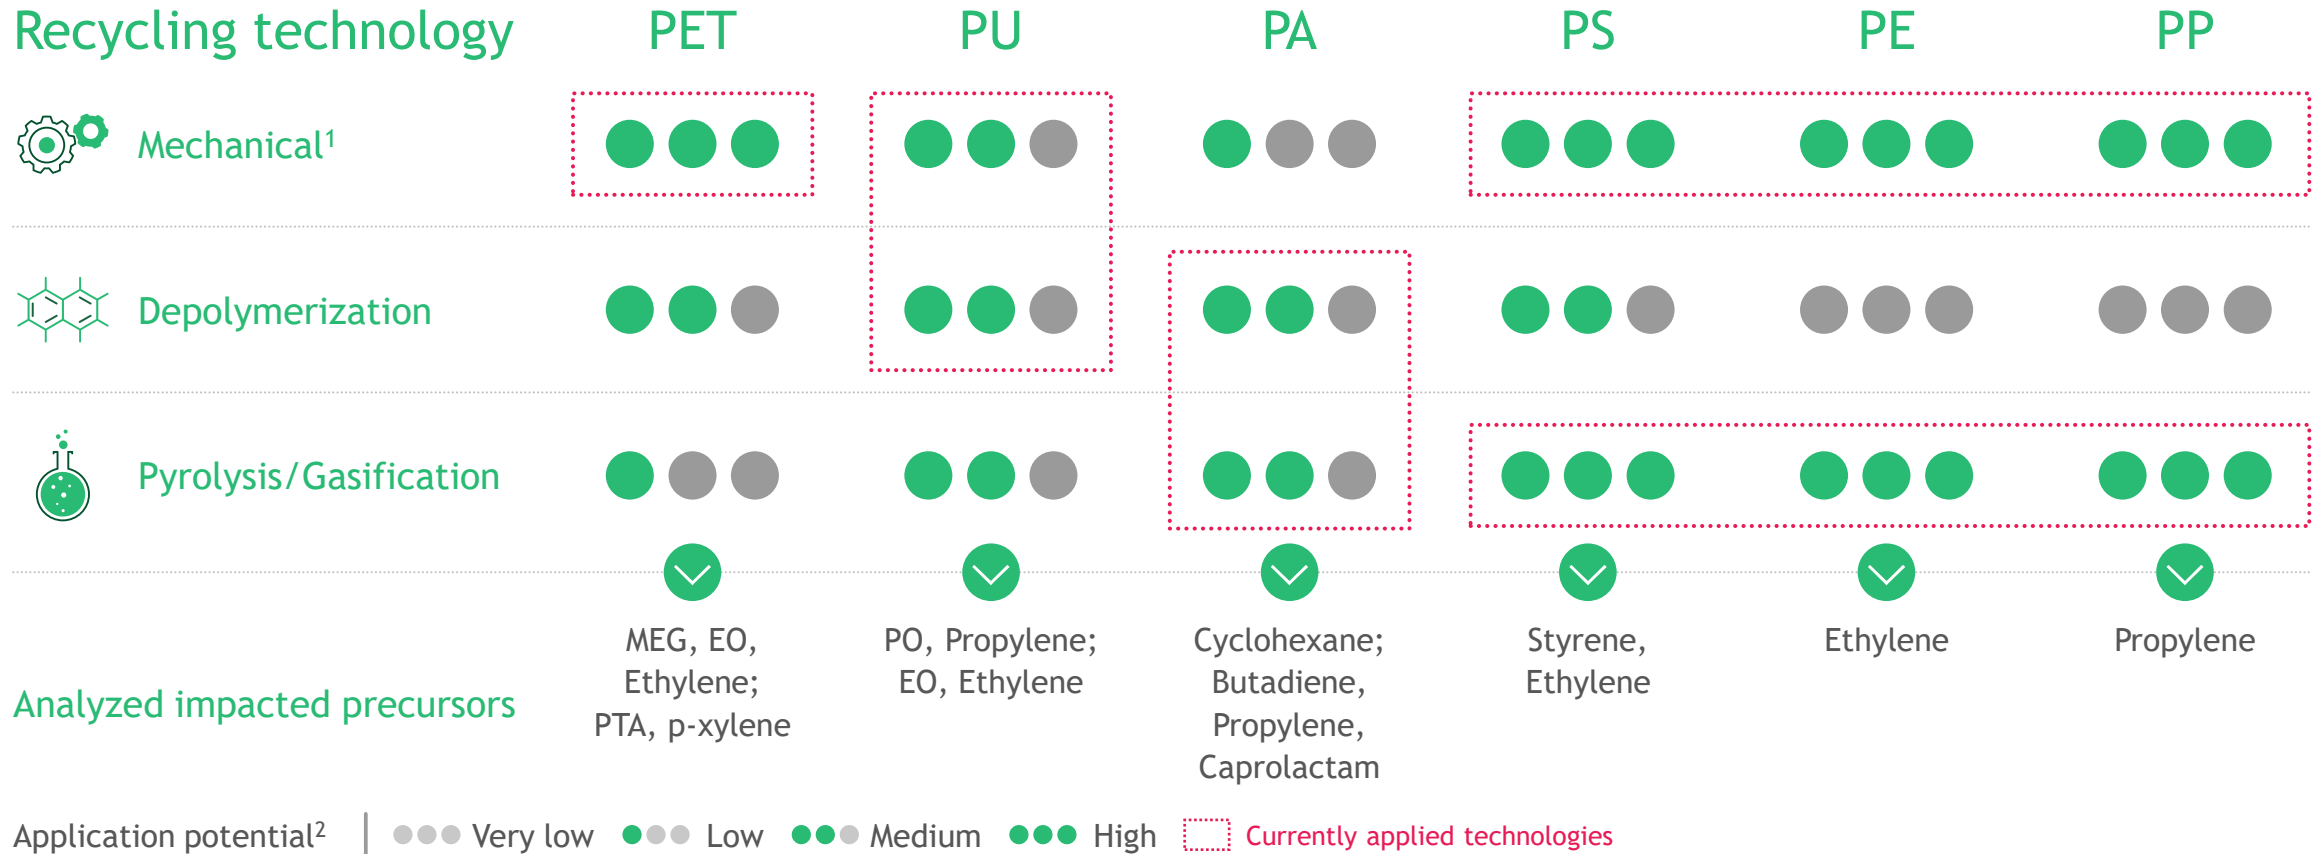 Recycling technology PET PU PA PS PE PP
Mechanical1
Depolymerization
Pyrolysis/Gasification
Analyzed impacted precursors
MEG, EO,
Ethylene;
PTA, p-xylene
PO, Propylene;
EO, Ethylene
Cyclohexane;
Butadiene,
Propylene,
Caprolactam
Styrene,
Ethylene
Ethylene
Propylene
Application potential2 Very low Low Medium High Currently applied technologies